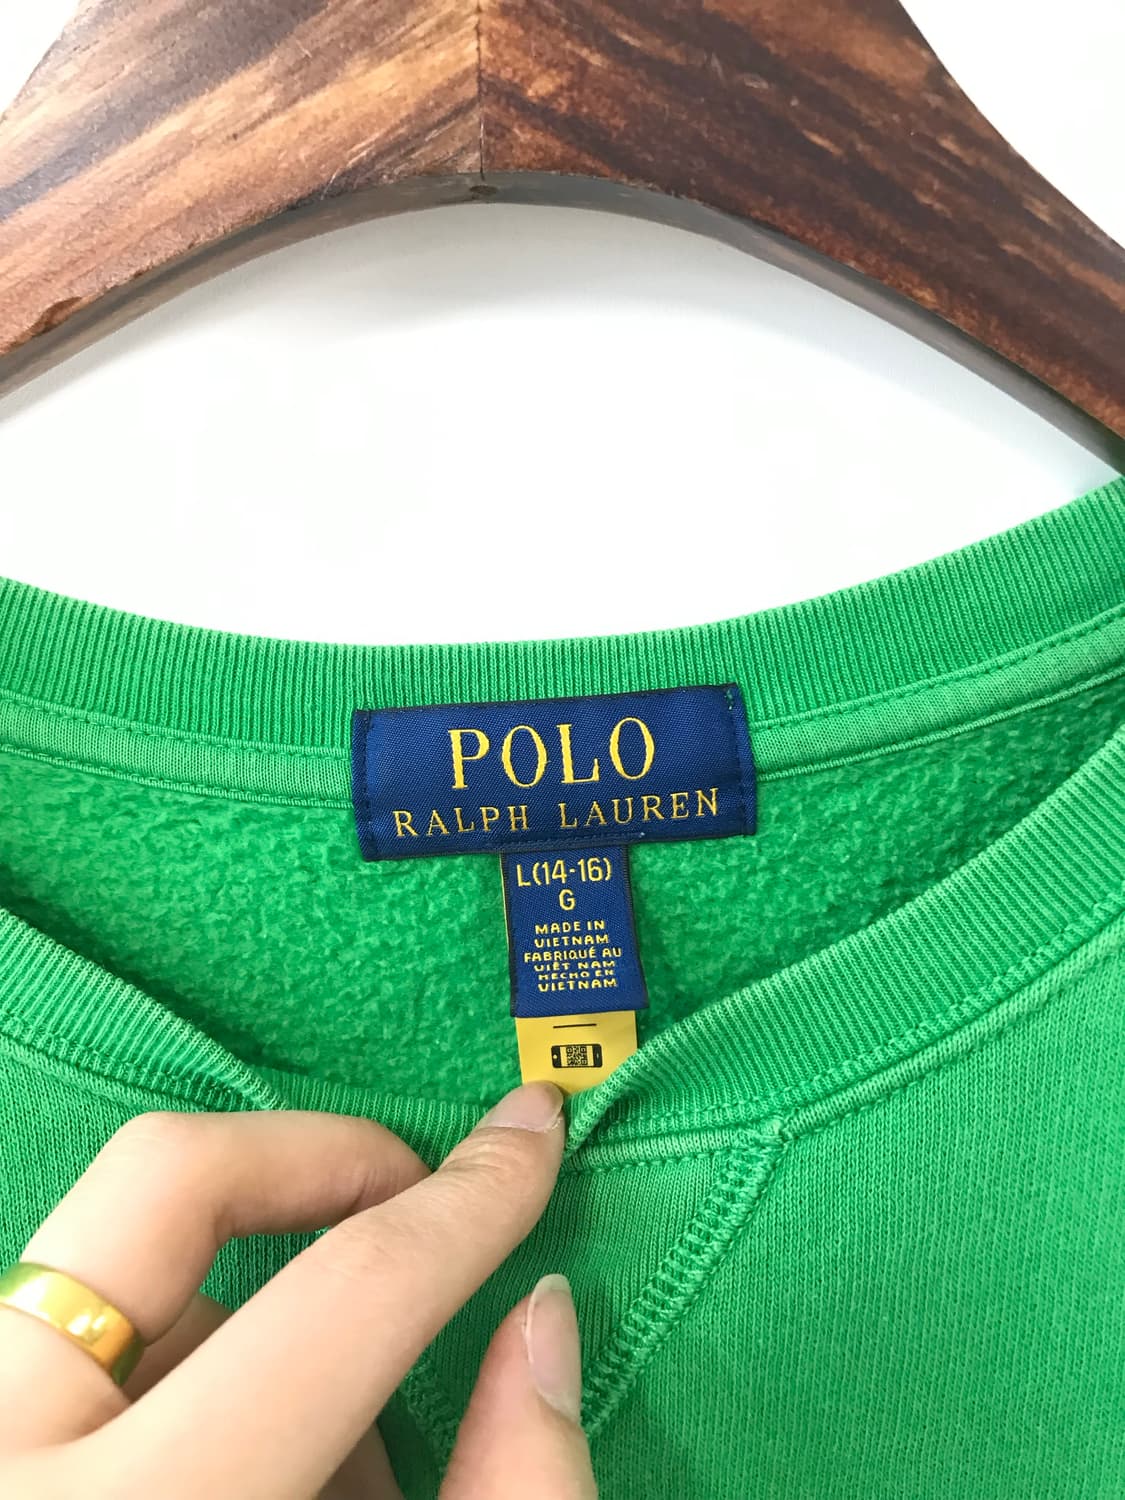 POLO
RALPH LAUREN
L(14-16)
G
MADE IN
VIETNAM
FABRIQUÉ AU
VIÊT NAM
HECHO EN
VIETNAM